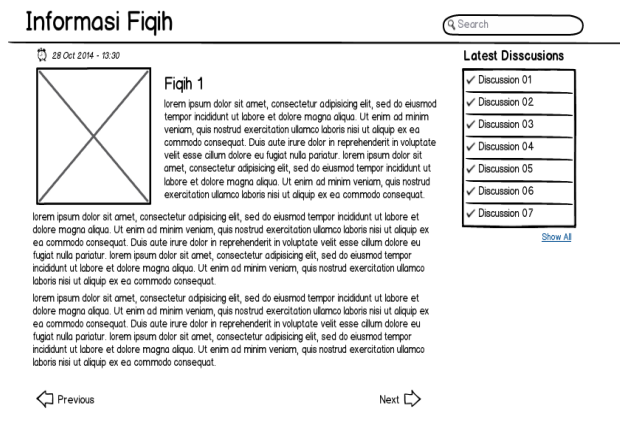 Informasi Fiqih
Search
28 Oct 2014 - 13:30
Fiqih 1
lorem ipsum dolor sit amet, consectetur adipisicing elit, sed do eiusmod
tempor incididunt ut labore et dolore magna aliqua. Ut enim ad minim
veniam, quis nostrud exercitation ullamco laboris nisi ut aliquip ex ea
commodo consequat. Duis aute irure dolor in reprehenderit in voluptate
velit esse cillum dolore eu fugiat nulla pariatur. lorem ipsum dolor sit
amet, consectetur adipisicing elit, sed do eiusmod tempor incididunt ut
labore et dolore magna aliqua. Ut enim ad minim veniam, quis nostrud
exercitation ullamco laboris nisi ut aliquip ex ea commodo consequat.
lorem ipsum dolor sit amet, consectetur adipisicing elit, sed do eiusmod tempor incididunt ut labore et
dolore magna aliqua. Ut enim ad minim veniam, quis nostrud exercitation ullamco laboris nisi ut aliquip ex
ea commodo consequat. Duis aute irure dolor in reprehenderit in voluptate velit esse cillum dolore eu
fugiat nulla pariatur. lorem ipsum dolor sit amet, consectetur adipisicing elit, sed do eiusmod tempor
incididunt ut labore et dolore magna aliqua. Ut enim ad minim veniam, quis nostrud exercitation ullamco
laboris nisi ut aliquip ex ea commodo consequat.
lorem ipsum dolor sit amet, consectetur adipisicing elit, sed do eiusmod tempor incididunt ut labore et
dolore magna aliqua. Ut enim ad minim veniam, quis nostrud exercitation ullamco laboris nisi ut aliquip ex
ea commodo consequat. Duis aute irure dolor in reprehenderit in voluptate velit esse cillum dolore eu
fugiat nulla pariatur. lorem ipsum dolor sit amet, consectetur adipisicing elit, sed do eiusmod tempor
incididunt ut labore et dolore magna aliqua. Ut enim ad minim veniam, quis nostrud exercitation ullamco
laboris nisi ut aliquip ex ea commodo consequat.
Previous
Next
Latest Disscusions
Discussion 01
Discussion 02
Discussion 03
Discussion 04
Discussion 05
Discussion 06
Discussion 07
Show All